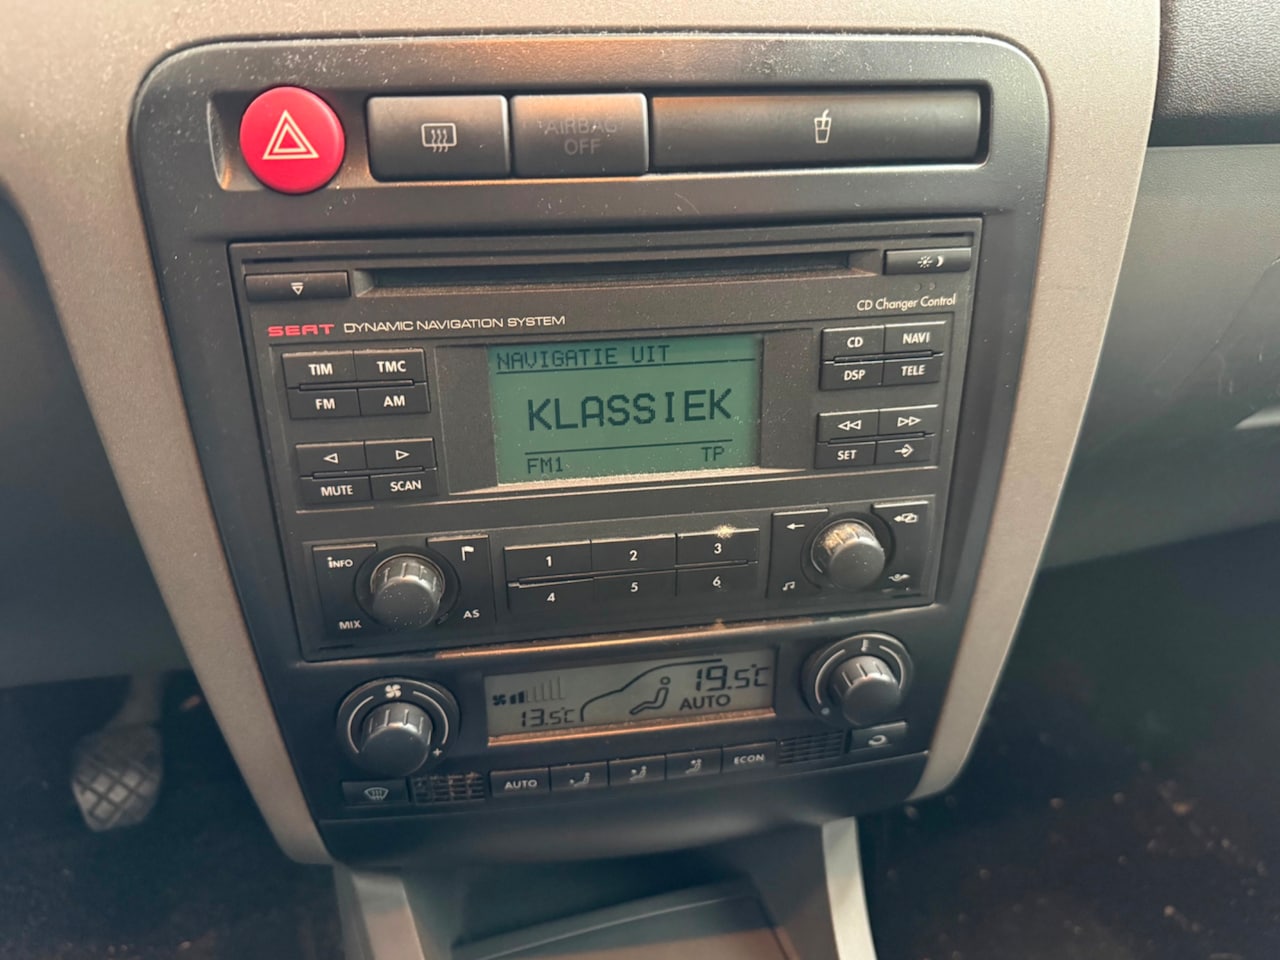 AIRBAG
OFF
CD Changer Control
SEAT DYNAMIC NAVIGATION SYSTEM
TIM TMC
FM AM
NAVIGATIE UIT
KLASSIEK
FM1 TP
CD NAVI
DSP TELE
MUTE SCAN
SET
INFO
MIX
AS
1 2 3
4 5 6
13.5°C
19.5°C
AUTO
AUTO
ECON